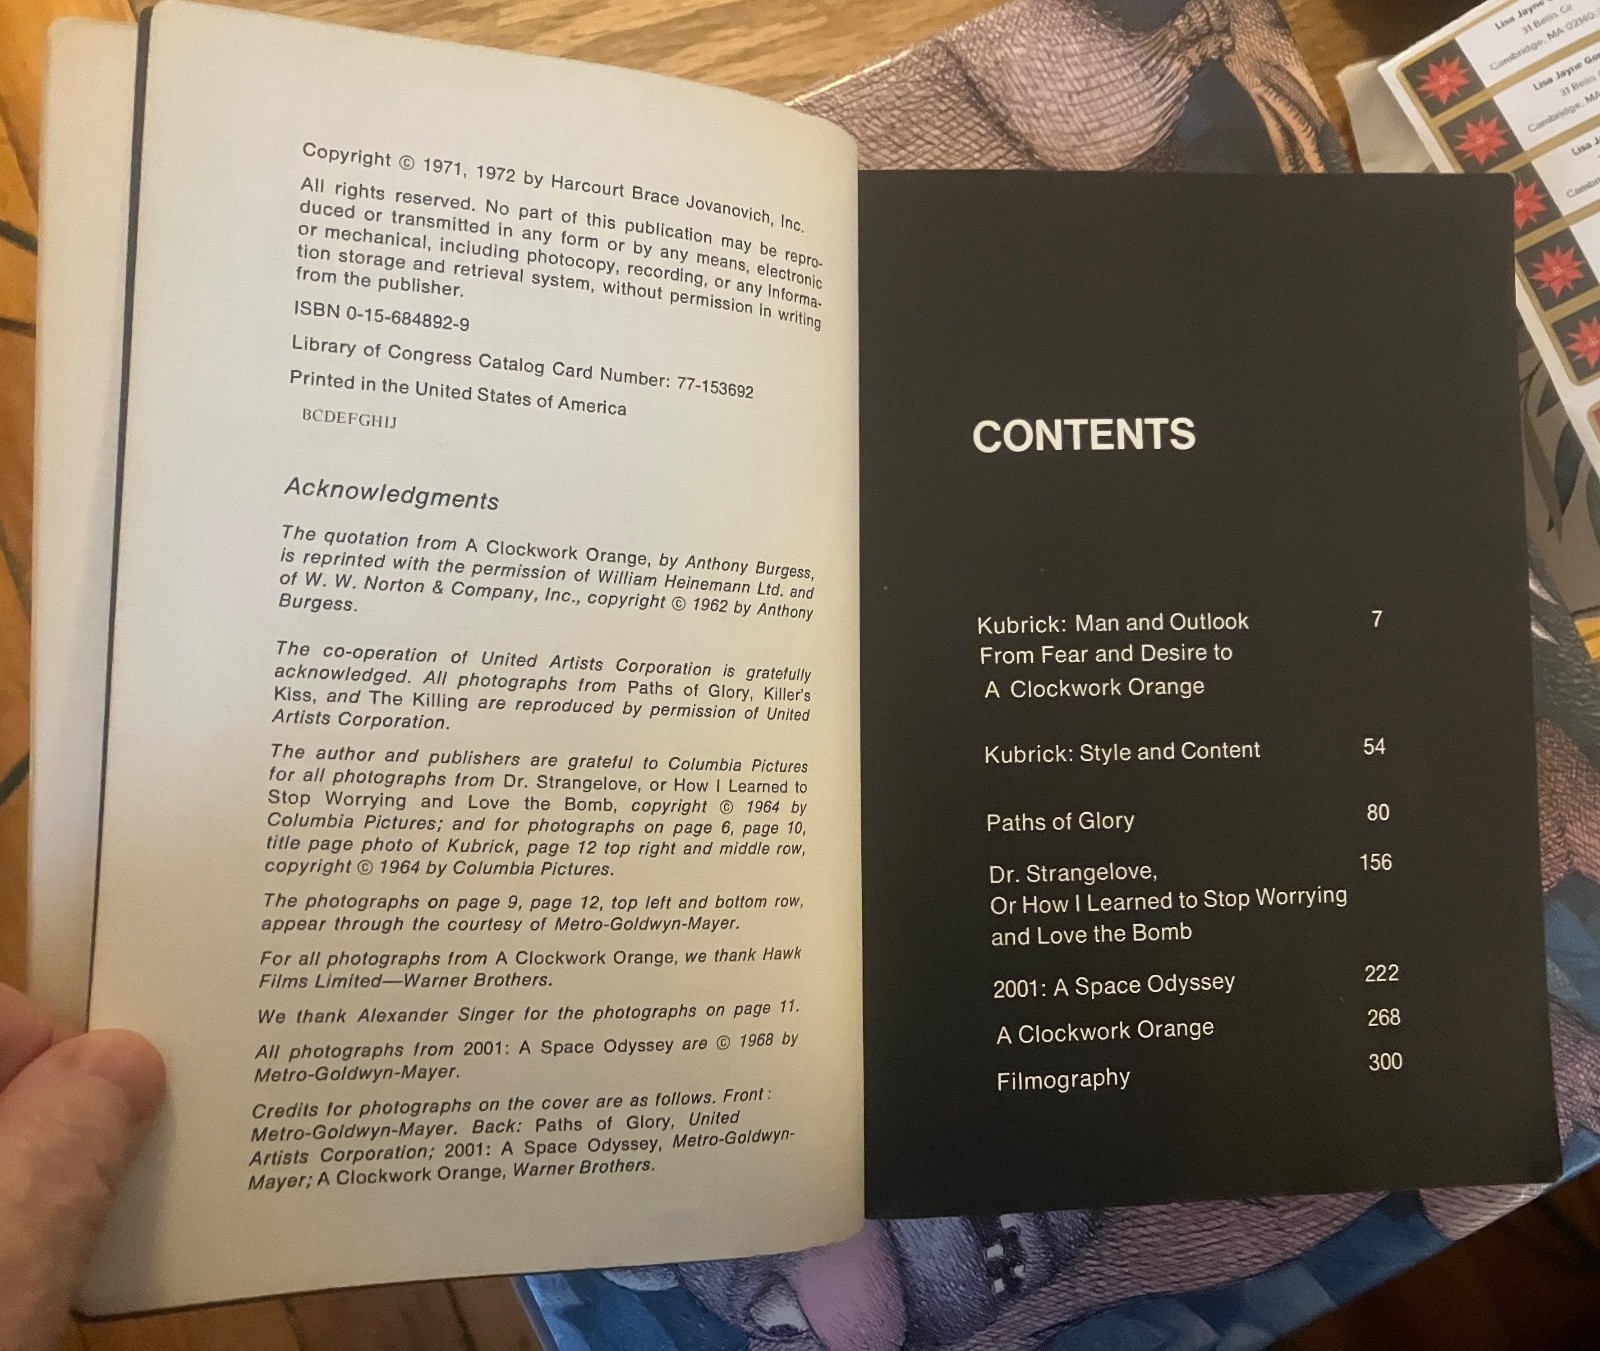 Copyright © 1971, 1972 by Harcourt Brace Jovanovich, Inc.
All rights reserved. No part of this publication may be repro-
duced or transmitted in any form or by any means, electronic
or mechanical, including photocopy, recording, or any informa-
tion storage and retrieval system, without permission in writing
from the publisher.
ISBN 0-15-684892-9
Library of Congress Catalog Card Number: 77-153692
Printed in the United States of America
BCDEFGHIJ
Acknowledgments
The quotation from A Clockwork Orange, by Anthony Burgess,
is reprinted with the permission of William Heinemann Ltd. and
of W. W. Norton & Company, Inc., copyright © 1962 by Anthony
Burgess.
The co-operation of United Artists Corporation is gratefully
acknowledged. All photographs from Paths of Glory, Killer's
Kiss, and The Killing are reproduced by permission of United
Artists Corporation.
The author and publishers are grateful to Columbia Pictures
for all photographs from Dr. Strangelove, or How I Learned to
Stop Worrying and Love the Bomb, copyright © 1964 by
Columbia Pictures; and for photographs on page 6, page 10,
title page photo of Kubrick, page 12 top right and middle row,
copyright © 1964 by Columbia Pictures.
The photographs on page 9, page 12, top left and bottom row,
appear through the courtesy of Metro-Goldwyn-Mayer.
For all photographs from A Clockwork Orange, we thank Hawk
Films Limited—Warner Brothers.
We thank Alexander Singer for the photographs on page 11.
All photographs from 2001: A Space Odyssey are © 1968 by
Metro-Goldwyn-Mayer.
Credits for photographs on the cover are as follows. Front:
Metro-Goldwyn-Mayer. Back: Paths of Glory, United
Artists Corporation; 2001: A Space Odyssey, Metro-Goldwyn-
Mayer; A Clockwork Orange, Warner Brothers.
CONTENTS
Kubrick: Man and Outlook 7
From Fear and Desire to
A Clockwork Orange
Kubrick: Style and Content 54
Paths of Glory 80
Dr. Strangelove, 156
Or How I Learned to Stop Worrying
and Love the Bomb
2001: A Space Odyssey 222
A Clockwork Orange 268
Filmography 300
Lisa Jayne
31 Bellis Cir
Cambridge, MA 02140
Lisa Jayne
31 Bellis
Cambridge, MA
Lisa